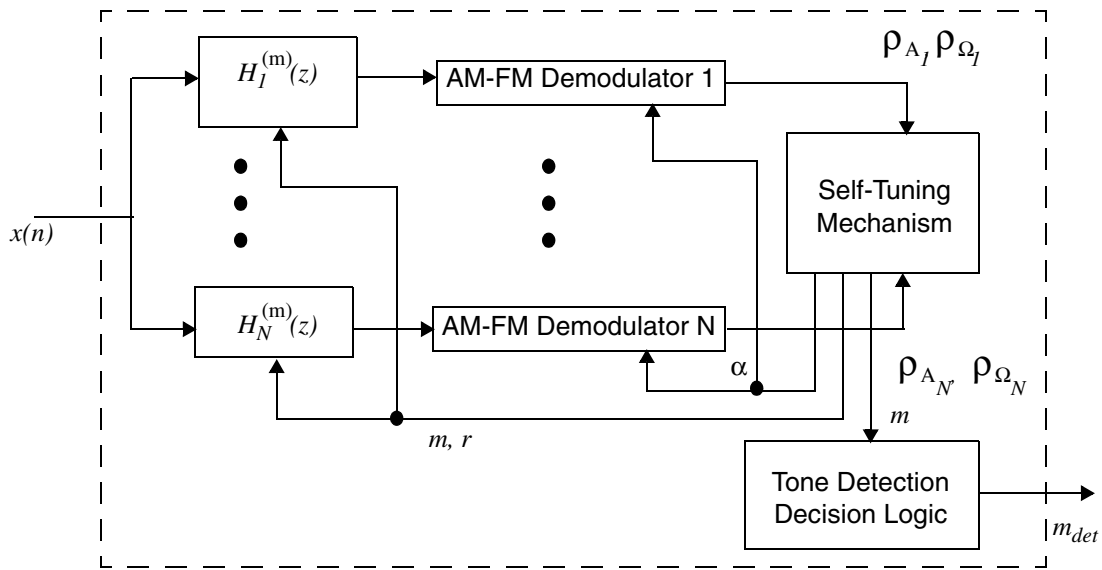 ρ_A_1 ρ_Ω_1
H_1^(m)(z)
AM-FM Demodulator 1
Self-Tuning
Mechanism
x(n)
H_N^(m)(z)
AM-FM Demodulator N
α
ρ_A_N, ρ_Ω_N
m, r
m
Tone Detection
Decision Logic
m_det